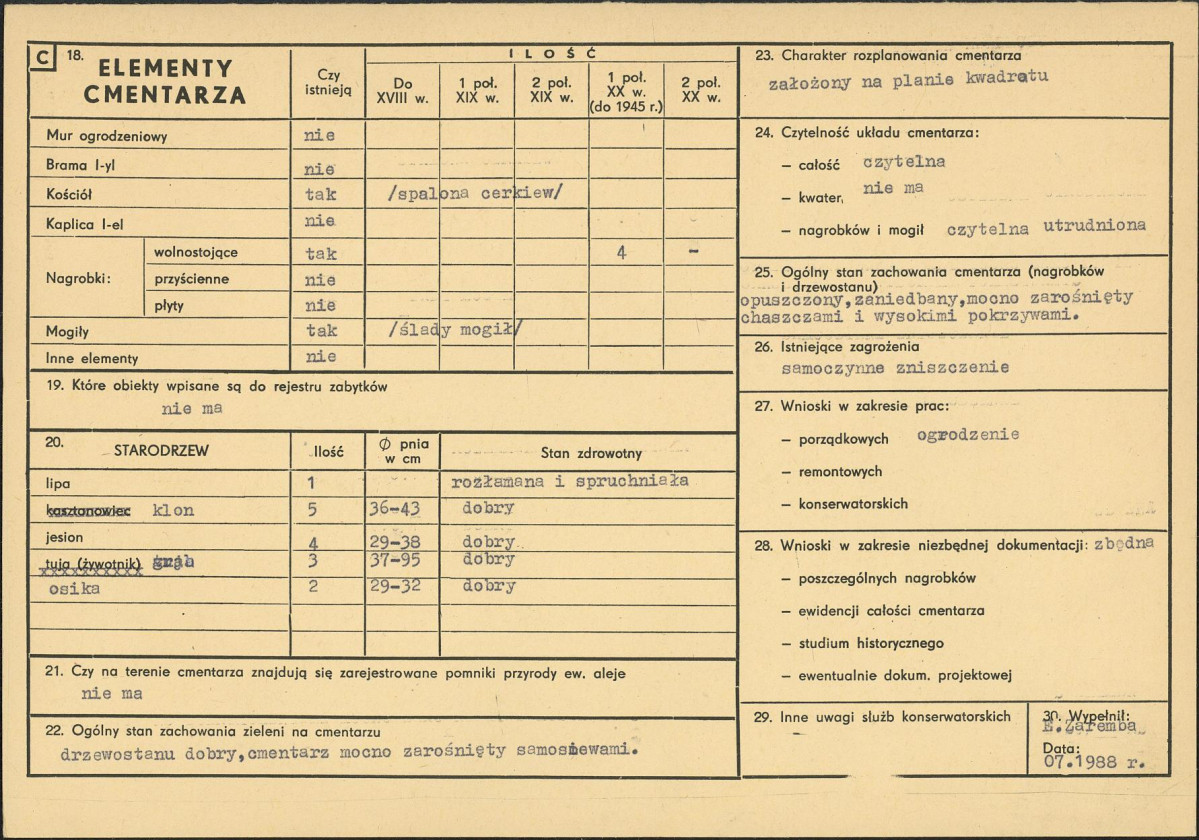 C 18. ELEMENTY CMENTARZA
Czy istnieją
ILOŚĆ
Do XVIII w.
1 poł. XIX w.
2 poł. XIX w.
1 poł. XX w. (do 1945 r.)
2 poł. XX w.
Mur ogrodzeniowy nie
Brama I-yl nie
Kościół tak /spalona cerkiew/
Kaplica I-el nie
Nagrobki:
wolnostojące tak 4 –
przyścienne nie
płyty nie
Mogiły tak /ślady mogił/
Inne elementy nie
19. Które obiekty wpisane są do rejestru zabytków
nie ma
20. STARODRZEW Ilość Ø pnia w cm Stan zdrowotny
lipa 1 rozłamana i spruchniała
kasztanowiec klon 5 36-43 dobry
jesion 4 29-38 dobry
tuja (żywotnik) grab 3 37-95 dobry
osika 2 29-32 dobry
21. Czy na terenie cmentarza znajdują się zarejestrowane pomniki przyrody ew. aleje
nie ma
22. Ogólny stan zachowania zieleni na cmentarzu
drzewostanu dobry,cmentarz mocno zarośnięty samosiewami.
23. Charakter rozplanowania cmentarza
założony na planie kwadratu
24. Czytelność układu cmentarza:
– całość czytelna
– kwater, nie ma
– nagrobków i mogił czytelna utrudniona
25. Ogólny stan zachowania cmentarza (nagrobków
i drzewostanu)
opuszczony,zaniedbany,mocno zarośnięty
chaszczami i wysokimi pokrzywami.
26. Istniejące zagrożenia
samoczynne zniszczenie
27. Wnioski w zakresie prac:
– porządkowych ogrodzenie
– remontowych
– konserwatorskich
28. Wnioski w zakresie niezbędnej dokumentacji: zbędna
– poszczególnych nagrobków
– ewidencji całości cmentarza
– studium historycznego
– ewentualnie dokum. projektowej
29. Inne uwagi służb konserwatorskich
–
30. Wypełnił:
E.Zaremba
Data:
07.1988 r.